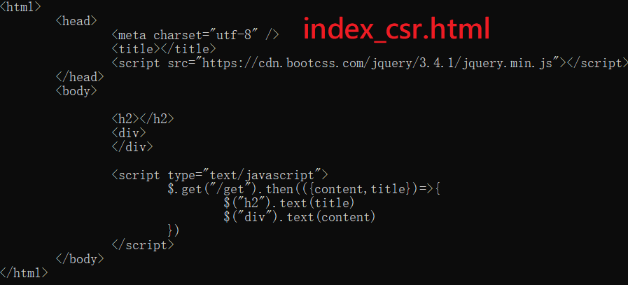 <html>
<head>
<meta charset="utf-8" /> index_csr.html
<title></title>
<script src="https://cdn.bootcss.com/jquery/3.4.1/jquery.min.js"></script>
</head>
<body>
<h2></h2>
<div>
</div>
<script type="text/javascript">
$.get("/get").then(({content,title})=>{
$("h2").text(title)
$("div").text(content)
})
</script>
</body>
</html>